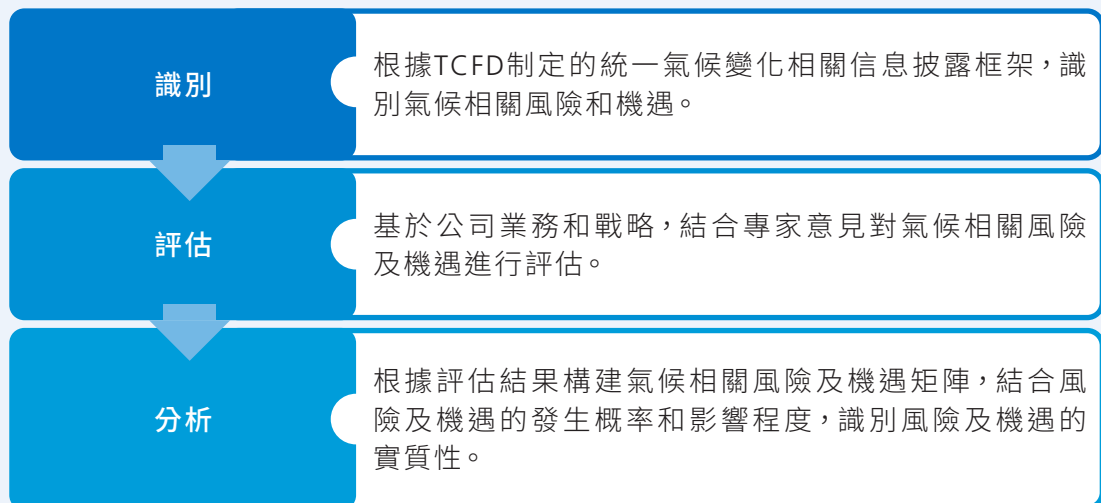 識別
根據TCFD制定的統一氣候變化相關信息披露框架，識
別氣候相關風險和機遇。
評估
基於公司業務和戰略，結合專家意見對氣候相關風險
及機遇進行評估。
分析
根據評估結果構建氣候相關風險及機遇矩陣，結合風
險及機遇的發生概率和影響程度，識別風險及機遇的
實質性。